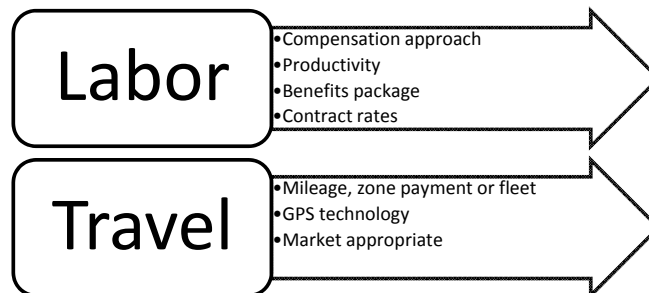 Labor
•Compensation approach
•Productivity
•Benefits package
•Contract rates
Travel
•Mileage, zone payment or fleet
•GPS technology
•Market appropriate